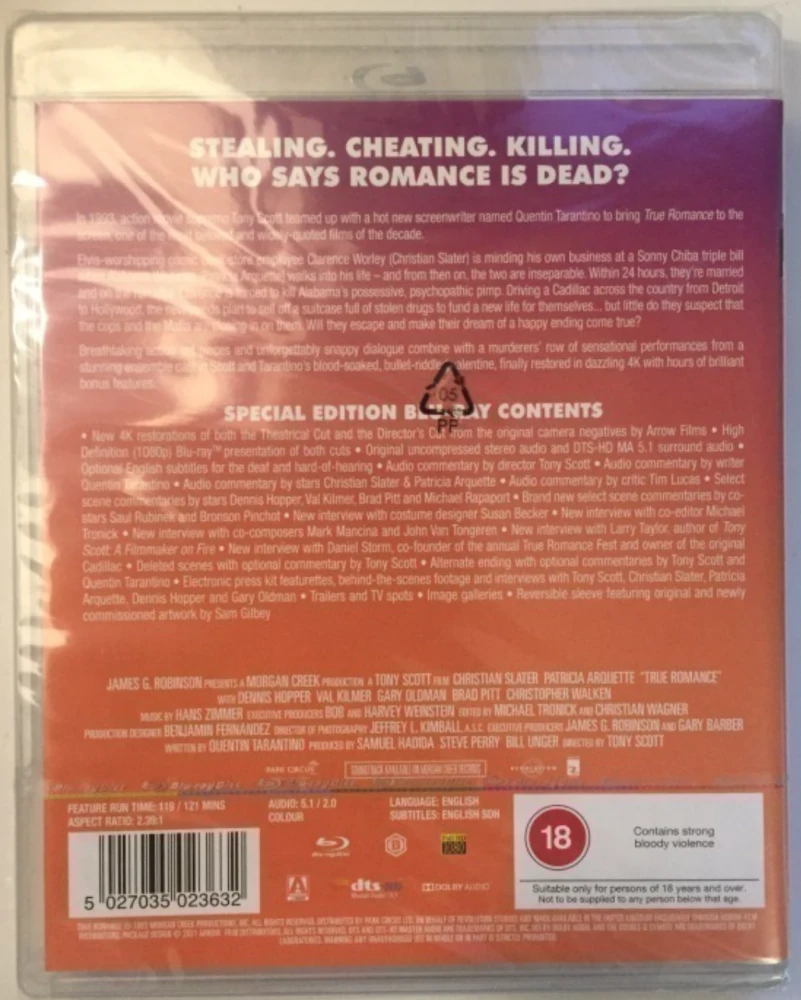 STEALING. CHEATING. KILLING.
WHO SAYS ROMANCE IS DEAD?
In 1993, action movie supremo Tony Scott teamed up with a hot new screenwriter named Quentin Tarantino to bring True Romance to the
screen, one of the most beloved and widely-quoted films of the decade.
Elvis-worshipping comic book store employee Clarence Worley (Christian Slater) is minding his own business at a Sonny Chiba triple bill
Arquette) walks into his life – and from then on, the two are inseparable. Within 24 hours, they're married
and on the forced to kill Alabama's possessive, psychopathic pimp. Driving a Cadillac across the country from Detroit
to Hollywood, the newlyweds plan to sell off a suitcase full of stolen drugs to fund a new life for themselves... but little do they suspect that
the cops and the Mafia are closing in on them. Will they escape and make their dream of a happy ending come true?
Breathtaking action set pieces and unforgettably snappy dialogue combine with a murderers' row of sensational performances from a
stunning ensemble cast in Scott and Tarantino's blood-soaked, bullet-riddled valentine, finally restored in dazzling 4K with hours of brilliant
bonus features.
05
PP
SPECIAL EDITION BLU-RAY CONTENTS
• New 4K restorations of both the Theatrical Cut and the Director's Cut from the original camera negatives by Arrow Films • High
Definition (1080p) Blu-ray™ presentation of both cuts • Original uncompressed stereo audio and DTS-HD MA 5.1 surround audio •
Optional English subtitles for the deaf and hard-of-hearing • Audio commentary by director Tony Scott • Audio commentary by writer
Quentin Tarantino • Audio commentary by stars Christian Slater & Patricia Arquette • Audio commentary by critic Tim Lucas • Select
scene commentaries by stars Dennis Hopper, Val Kilmer, Brad Pitt and Michael Rapaport • Brand new select scene commentaries by co-
stars Saul Rubinek and Bronson Pinchot • New interview with costume designer Susan Becker • New interview with co-editor Michael
Tronick • New interview with co-composers Mark Mancina and John Van Tongeren • New interview with Larry Taylor, author of Tony
Scott: A Filmmaker on Fire • New interview with Daniel Storm, co-founder of the annual True Romance Fest and owner of the original
Cadillac • Deleted scenes with optional commentary by Tony Scott • Alternate ending with optional commentaries by Tony Scott and
Quentin Tarantino • Electronic press kit featurettes, behind-the-scenes footage and interviews with Tony Scott, Christian Slater, Patricia
Arquette, Dennis Hopper and Gary Oldman • Trailers and TV spots • Image galleries • Reversible sleeve featuring original and newly
commissioned artwork by Sam Gilbey
JAMES G. ROBINSON PRESENTS A MORGAN CREEK PRODUCTION A TONY SCOTT FILM CHRISTIAN SLATER PATRICIA ARQUETTE "TRUE ROMANCE"
WITH DENNIS HOPPER VAL KILMER GARY OLDMAN BRAD PITT CHRISTOPHER WALKEN
MUSIC BY HANS ZIMMER EXECUTIVE PRODUCERS BOB AND HARVEY WEINSTEIN EDITED BY MICHAEL TRONICK AND CHRISTIAN WAGNER
PRODUCTION DESIGNER BENJAMIN FERNANDEZ DIRECTOR OF PHOTOGRAPHY JEFFREY L. KIMBALL A.S.C. EXECUTIVE PRODUCERS JAMES G. ROBINSON AND GARY BARBER
WRITTEN BY QUENTIN TARANTINO PRODUCED BY SAMUEL HADIDA STEVE PERRY BILL UNGER DIRECTED BY TONY SCOTT
PARK CIRCUS SOUNDTRACK AVAILABLE ON MORGAN CREEK RECORDS
FEATURE RUN TIME: 119 / 121 MINS
ASPECT RATIO: 2.39:1
AUDIO: 5.1 / 2.0
COLOUR
LANGUAGE: ENGLISH
SUBTITLES: ENGLISH SDH
18
Contains strong
bloody violence
Suitable only for persons of 18 years and over.
Not to be supplied to any person below that age.
5 027035 023632
B
dts-HD
DOLBY AUDIO